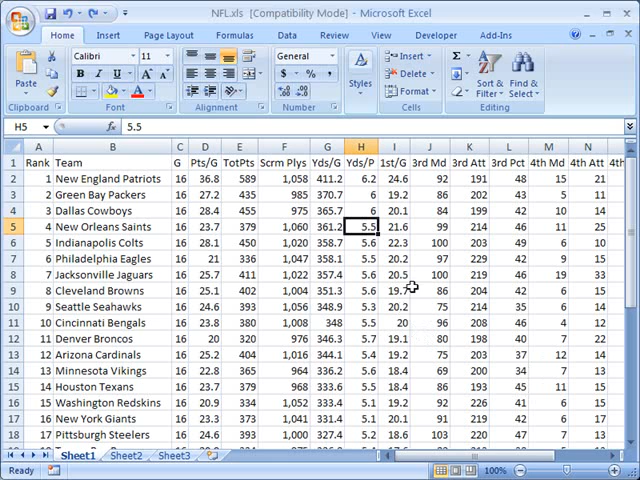 NFL.xls [Compatibility Mode] - Microsoft Excel
Home Insert Page Layout Formulas Data Review View Developer Add-Ins
Paste Calibri 11 General Styles Insert Delete Format Sort & Filter Find & Select
Clipboard Font Alignment Number Cells Editing
H5 fx 5.5
A B C D E F G H I J K L M N
1 Rank Team G Pts/G TotPts Scrm Plys Yds/G Yds/P 1st/G 3rd Md 3rd Att 3rd Pct 4th Md 4th Att 4t
2 1 New England Patriots 16 36.8 589 1,058 411.2 6.2 24.6 92 191 48 15 21
3 2 Green Bay Packers 16 27.2 435 985 370.7 6 19.2 86 202 43 5 11
4 3 Dallas Cowboys 16 28.4 455 975 365.7 6 20.1 84 199 42 10 14
5 4 New Orleans Saints 16 23.7 379 1,060 361.2 5.5 21.6 99 214 46 11 25
6 5 Indianapolis Colts 16 28.1 450 1,020 358.7 5.6 22.3 100 203 49 6 10
7 6 Philadelphia Eagles 16 21 336 1,047 358.1 5.5 20.2 97 229 42 9 15
8 7 Jacksonville Jaguars 16 25.7 411 1,022 357.4 5.6 20.5 100 219 46 19 33
9 8 Cleveland Browns 16 25.1 402 1,004 351.3 5.6 19.7 86 204 42 6 17
10 9 Seattle Seahawks 16 24.6 393 1,056 348.9 5.3 20.2 75 214 35 6 14
11 10 Cincinnati Bengals 16 23.8 380 1,008 348 5.5 20 96 208 46 4 12
12 11 Denver Broncos 16 20 320 976 346.3 5.7 19.1 80 198 40 7 22
13 12 Arizona Cardinals 16 25.2 404 1,016 344.1 5.4 19.2 75 203 37 12 14
14 13 Minnesota Vikings 16 22.8 365 964 336.2 5.6 18.4 69 200 34 7 13
15 14 Houston Texans 16 23.7 379 968 333.6 5.5 18.4 86 193 45 11 15
16 15 Washington Redskins 16 20.9 334 1,052 333.4 5.1 19.2 92 226 41 6 15
17 16 New York Giants 16 23.3 373 1,041 331.4 5.1 20.1 91 219 42 6 17
18 17 Pittsburgh Steelers 16 24.6 393 1,000 327.4 5.2 18.6 103 220 47 7 13
Sheet1 Sheet2 Sheet3
Ready 100%